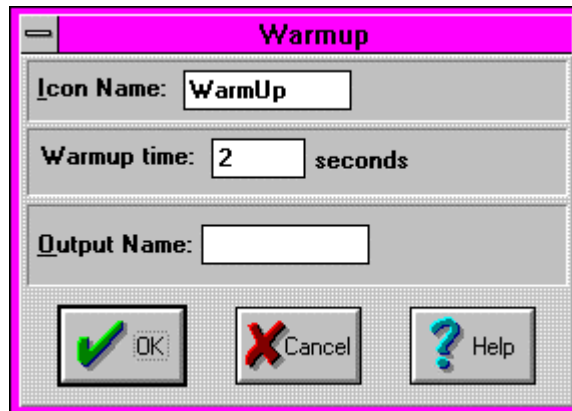 Warmup
Icon Name: WarmUp
Warmup time: 2 seconds
Output Name:
OK Cancel Help